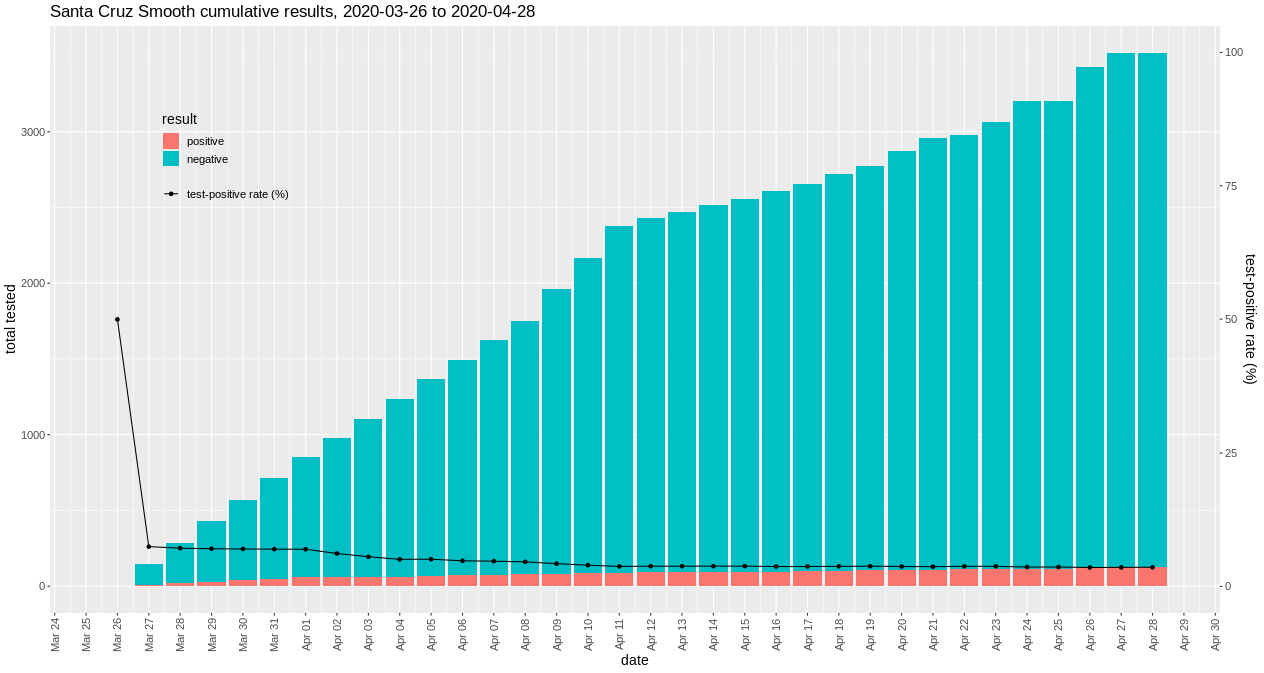 Santa Cruz Smooth cumulative results, 2020-03-26 to 2020-04-28
result
positive
negative
test-positive rate (%)
total tested
3000
2000
1000
0
100
75
50
25
0
test-positive rate (%)
Mar 24
Mar 25
Mar 26
Mar 27
Mar 28
Mar 29
Mar 30
Mar 31
Apr 01
Apr 02
Apr 03
Apr 04
Apr 05
Apr 06
Apr 07
Apr 08
Apr 09
Apr 10
Apr 11
Apr 12
Apr 13
Apr 14
Apr 15
Apr 16
Apr 17
Apr 18
Apr 19
Apr 20
Apr 21
Apr 22
Apr 23
Apr 24
Apr 25
Apr 26
Apr 27
Apr 28
Apr 29
Apr 30
date